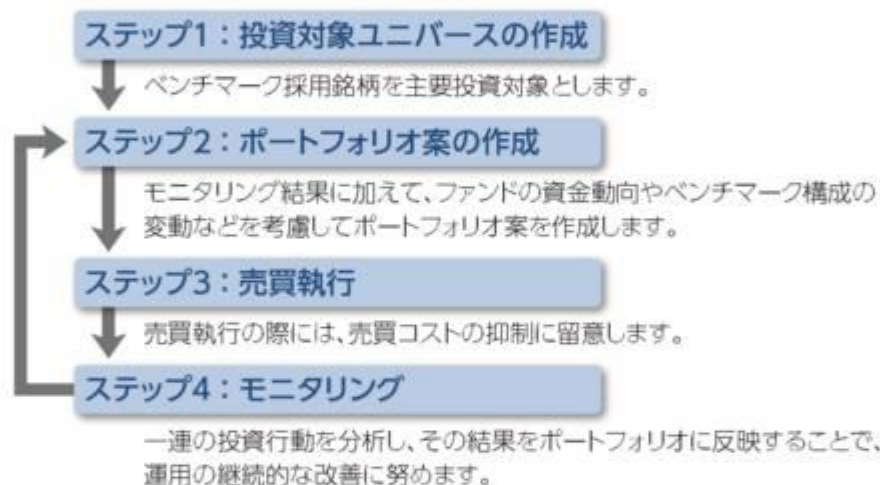 ステップ1：投資対象ユニバースの作成
ベンチマーク採用銘柄を主要投資対象とします。
ステップ2：ポートフォリオ案の作成
モニタリング結果に加えて、ファンドの資金動向やベンチマーク構成の
変動などを考慮してポートフォリオ案を作成します。
ステップ3：売買執行
売買執行の際には、売買コストの抑制に留意します。
ステップ4：モニタリング
一連の投資行動を分析し、その結果をポートフォリオに反映することで、
運用の継続的な改善に努めます。